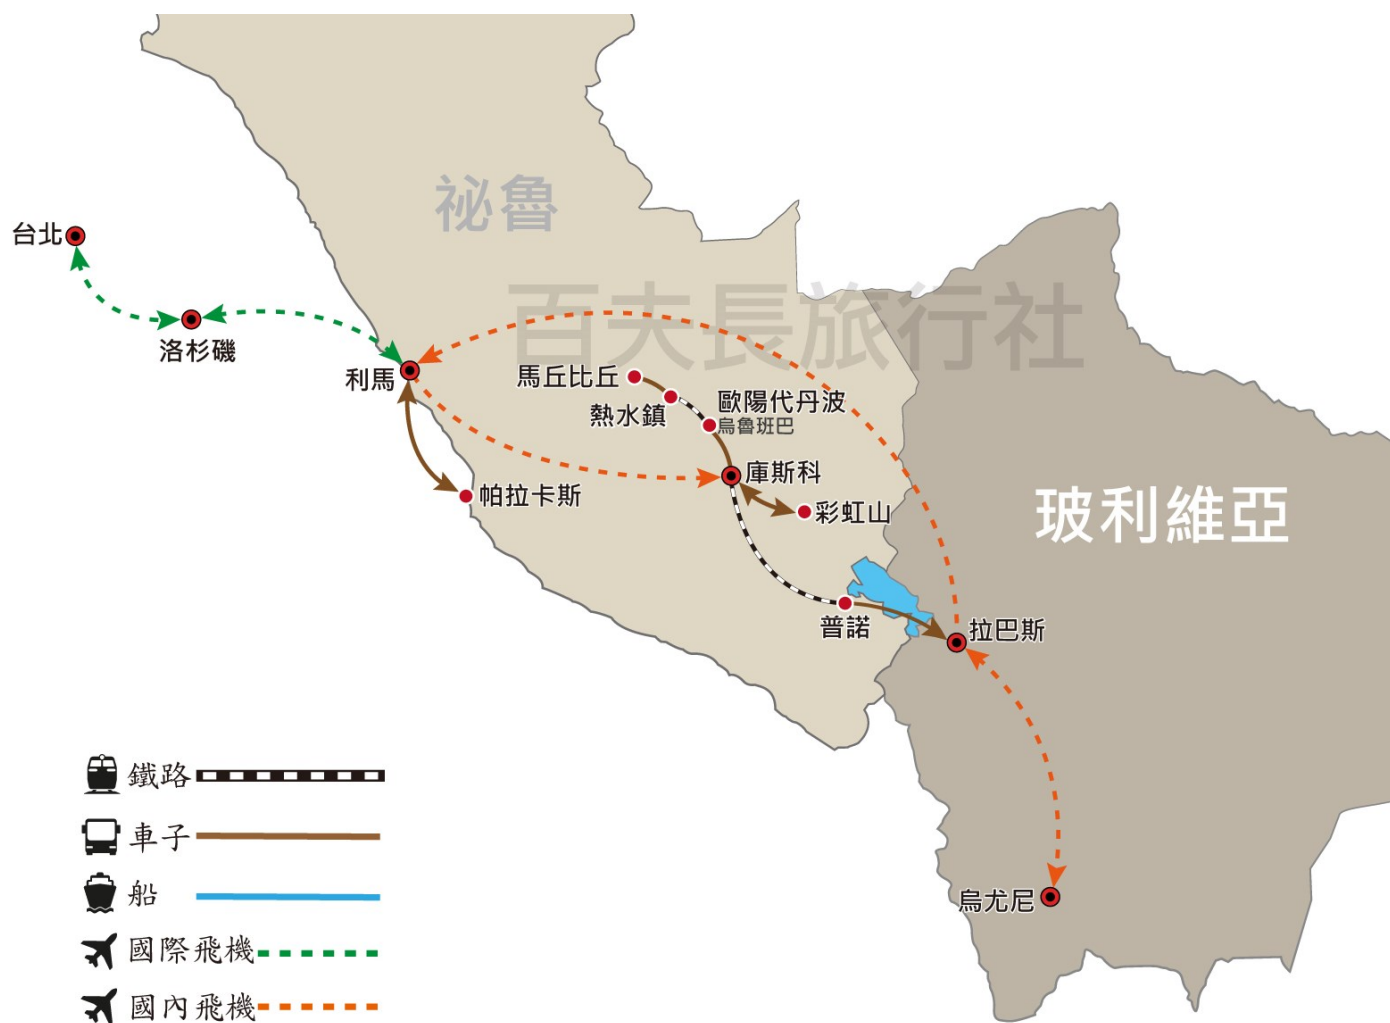 祕魯
台北
百夫長旅行社
洛杉磯
利馬
馬丘比丘
熱水鎮
歐陽代丹波
烏魯班巴
庫斯科
帕拉卡斯
彩虹山
玻利維亞
普諾
拉巴斯
烏尤尼
鐵路
車子
船
國際飛機
國內飛機